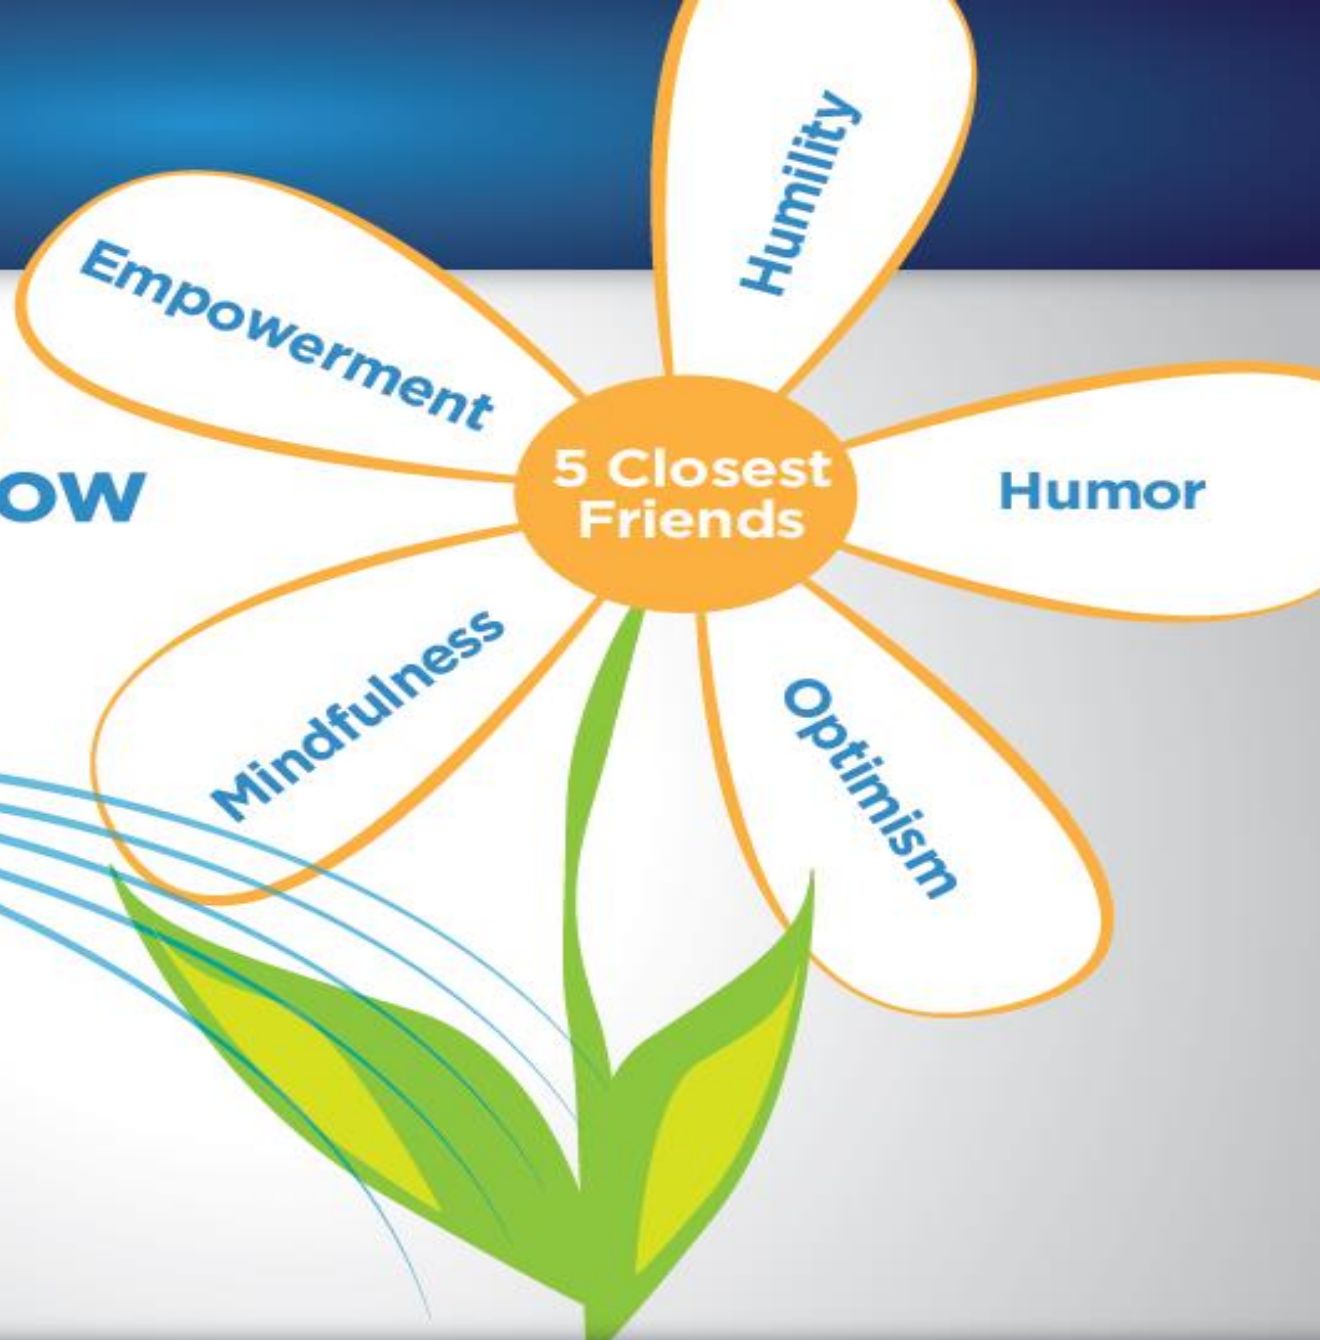 Humility
Empowerment
5 Closest
Friends
Humor
ow
Mindfulness
Optimism